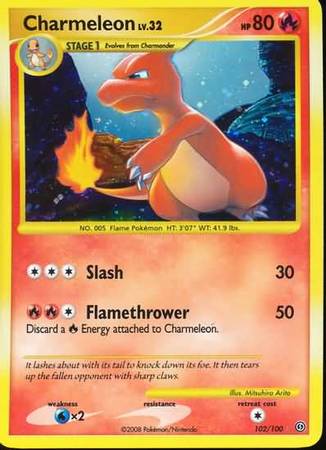 Charmeleon LV.32 HP 80
STAGE 1 Evolves from Charmander
NO. 005 Flame Pokémon HT: 3'07" WT: 41.9 lbs.
Slash 30
Flamethrower 50
Discard a Energy attached to Charmeleon.
It lashes about with its tail to knock down its foe. It then tears
up the fallen opponent with sharp claws.
Illus. Mitsuhiro Arita
weakness resistance retreat cost
×2
©2008 Pokémon/Nintendo 102/100